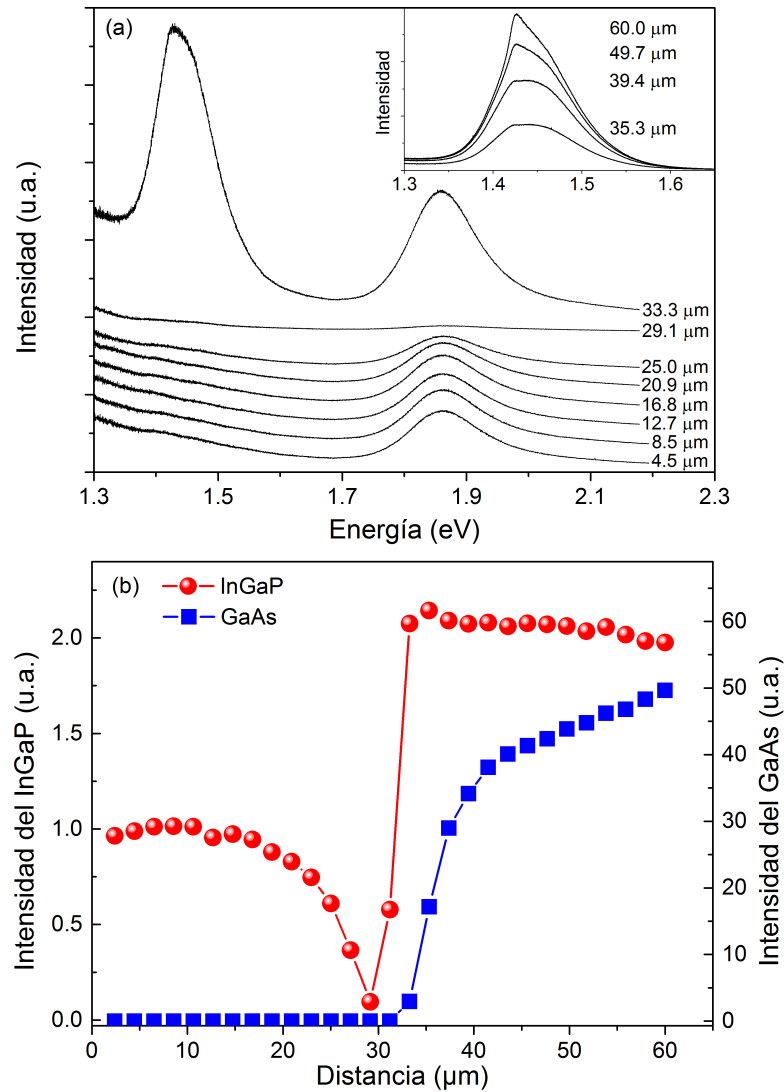 (a)
Intensidad (u.a.)
33.3 µm
29.1 µm
25.0 µm
20.9 µm
16.8 µm
12.7 µm
8.5 µm
4.5 µm
1.3 1.5 1.7 1.9 2.1 2.3
Energía (eV)
Intensidad
60.0 µm
49.7 µm
39.4 µm
35.3 µm
1.3 1.4 1.5 1.6
(b)
InGaP
GaAs
Intensidad del InGaP (u.a.)
2.0
1.5
1.0
0.5
0.0
Intensidad del GaAs (u.a.)
60
50
40
30
20
10
0
0 10 20 30 40 50 60
Distancia (µm)